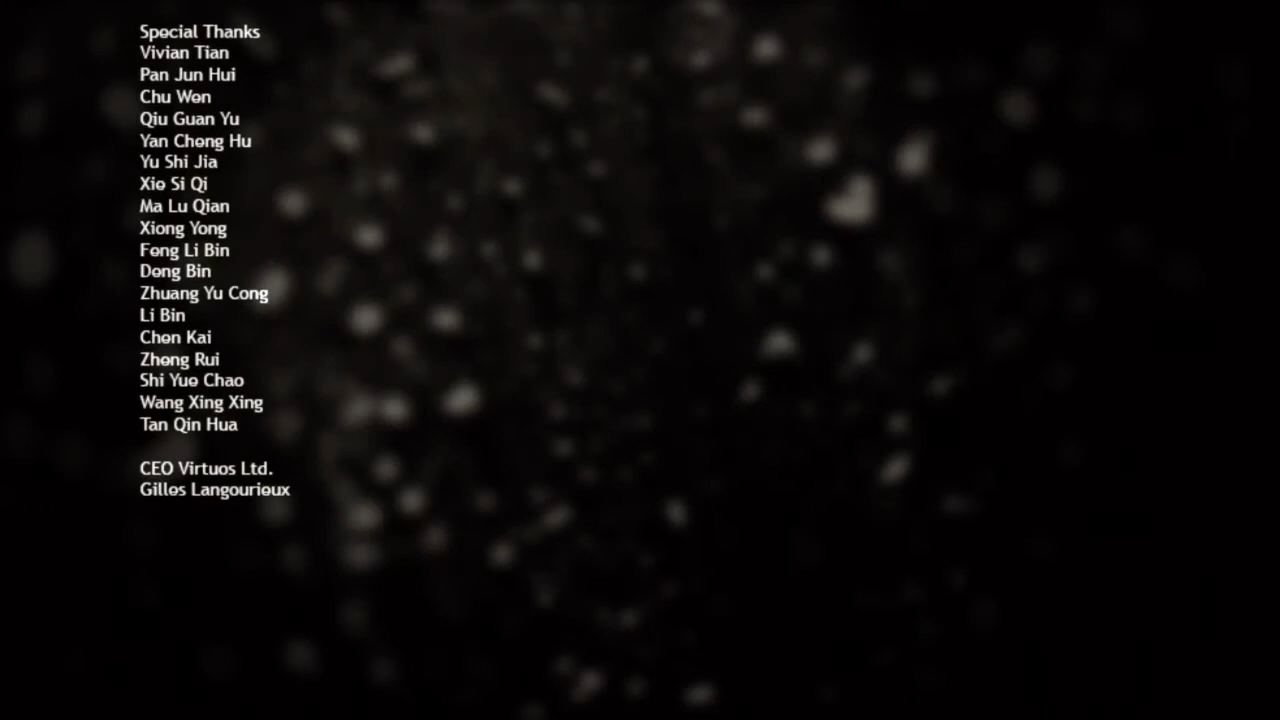 Special Thanks
Vivian Tian
Pan Jun Hui
Chu Wen
Qiu Guan Yu
Yan Cheng Hu
Yu Shi Jia
Xie Si Qi
Ma Lu Qian
Xiong Yong
Feng Li Bin
Deng Bin
Zhuang Yu Cong
Li Bin
Chen Kai
Zheng Rui
Shi Yue Chao
Wang Xing Xing
Tan Qin Hua
CEO Virtuos Ltd.
Gilles Langourieux